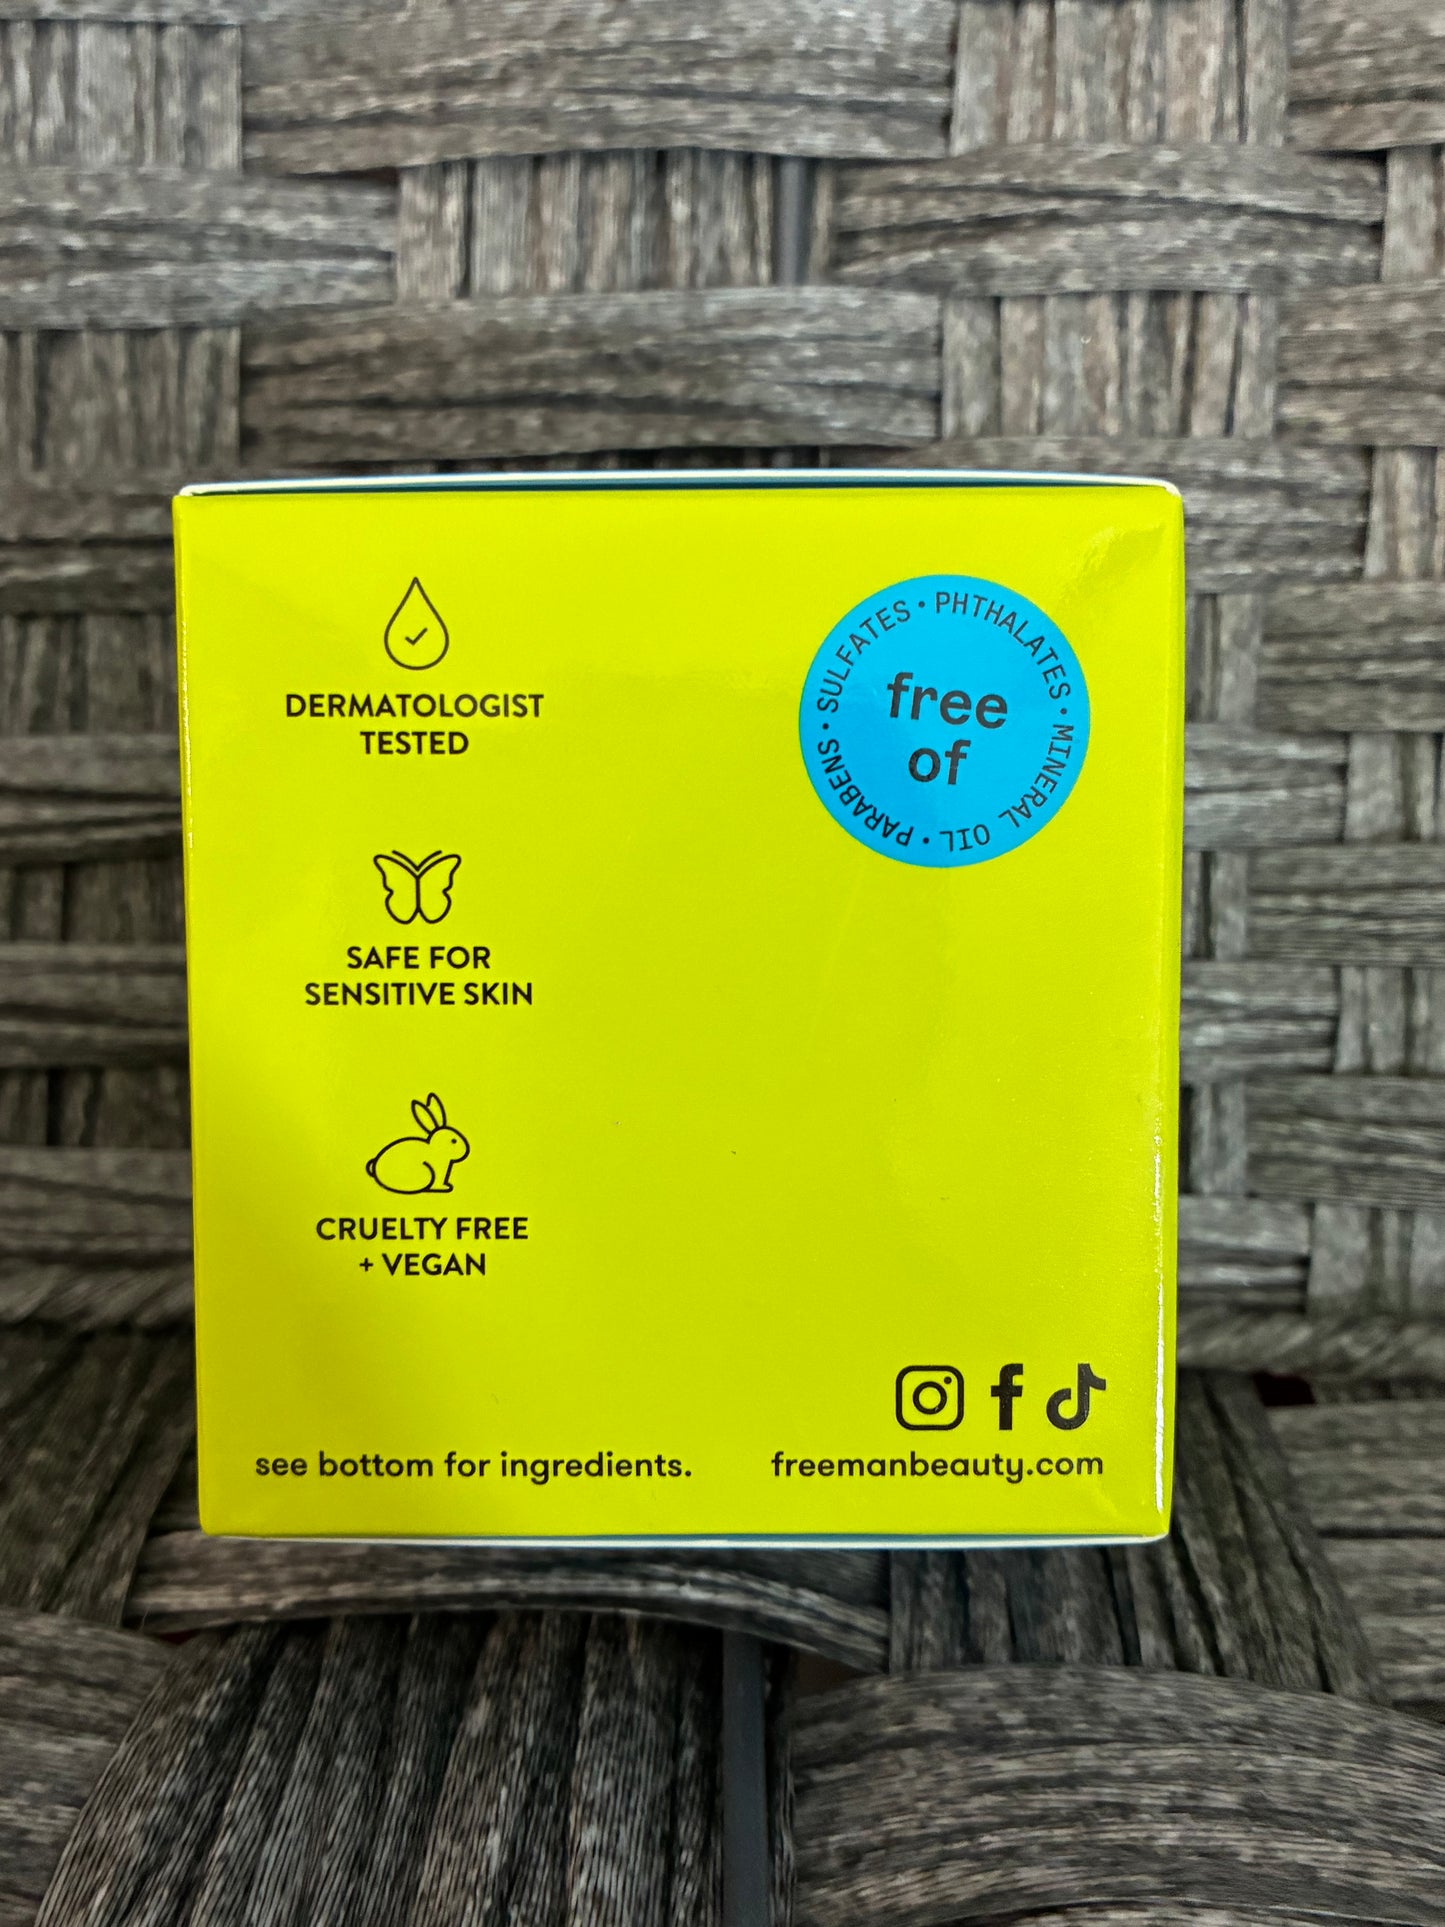 DERMATOLOGIST
TESTED
SULFATES · PHTHALATES · MINERAL OIL · PARABENS ·
free
of
SAFE FOR
SENSITIVE SKIN
CRUELTY FREE
+ VEGAN
see bottom for ingredients.
freemanbeauty.com